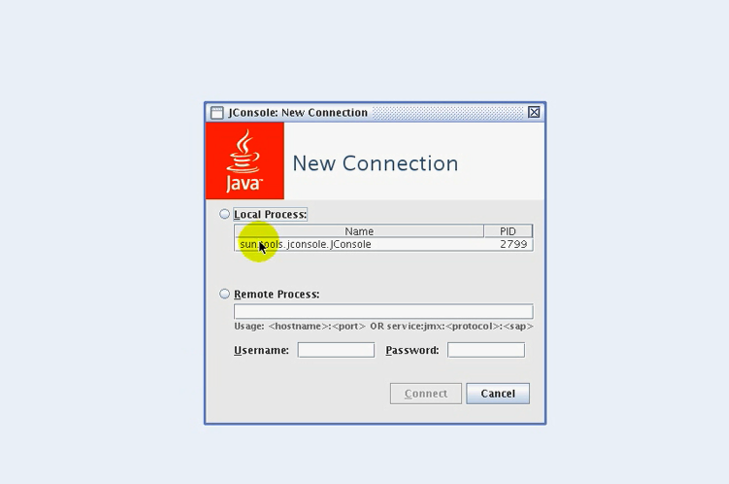 JConsole: New Connection
Java™
New Connection
Local Process:
Name PID
sun.tools.jconsole.JConsole 2799
Remote Process:
Usage: <hostname>:<port> OR service:jmx:<protocol>:<sap>
Username: Password:
Connect Cancel